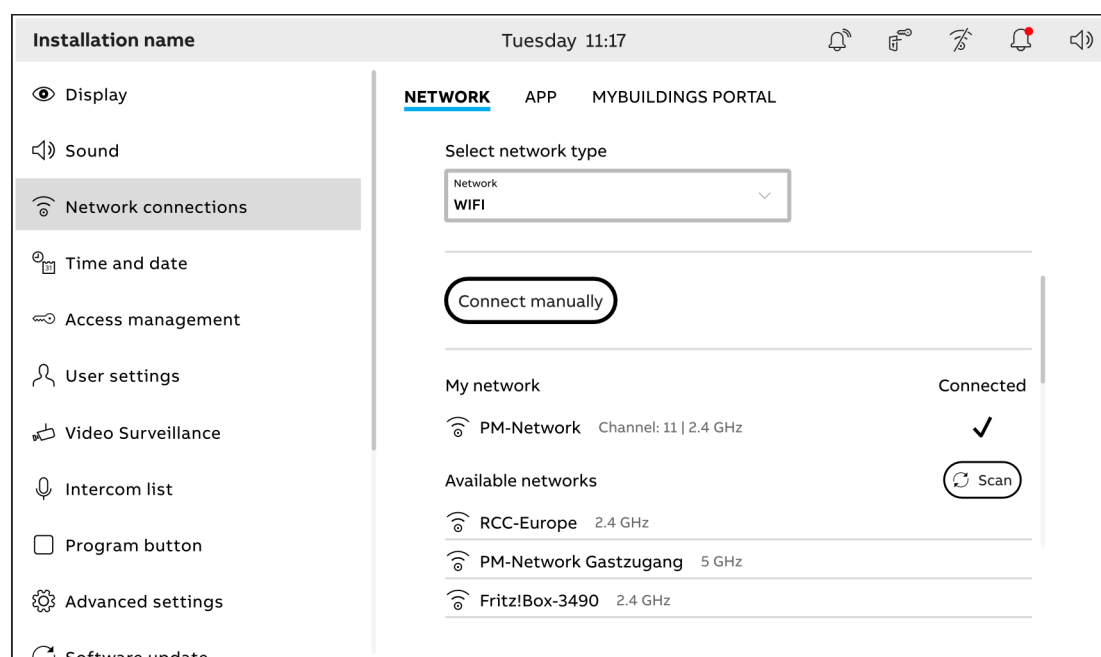 Installation name
Tuesday 11:17
Display
Sound
Network connections
31
Time and date
Access management
User settings
Video Surveillance
Intercom list
Program button
Advanced settings
Software update
NETWORK APP MYBUILDINGS PORTAL
Select network type
Network
WIFI
Connect manually
My network Connected
PM-Network Channel: 11 | 2.4 GHz
Available networks Scan
RCC-Europe 2.4 GHz
PM-Network Gastzugang 5 GHz
Fritz!Box-3490 2.4 GHz